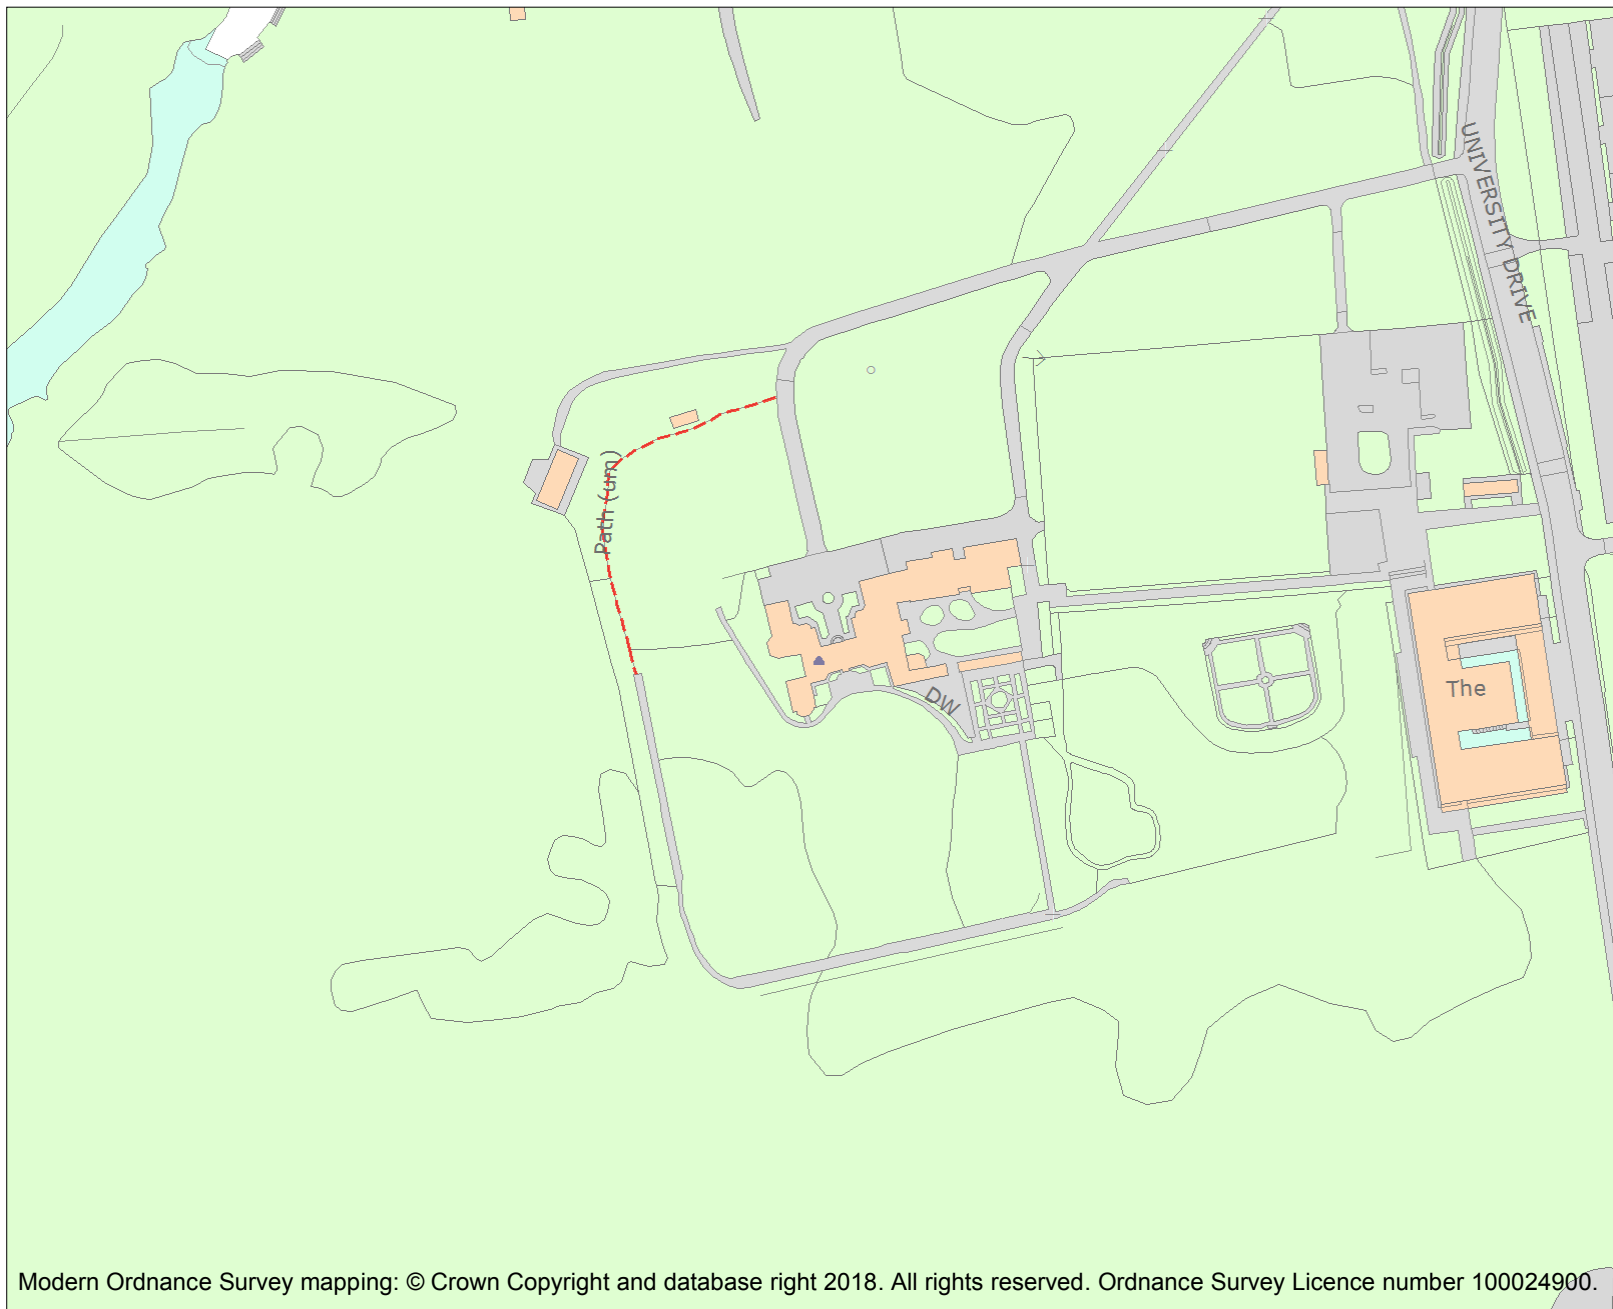 UNIVERSITY DRIVE
Path (um)
The
DW
Modern Ordnance Survey mapping: © Crown Copyright and database right 2018. All rights reserved. Ordnance Survey Licence number 100024900.